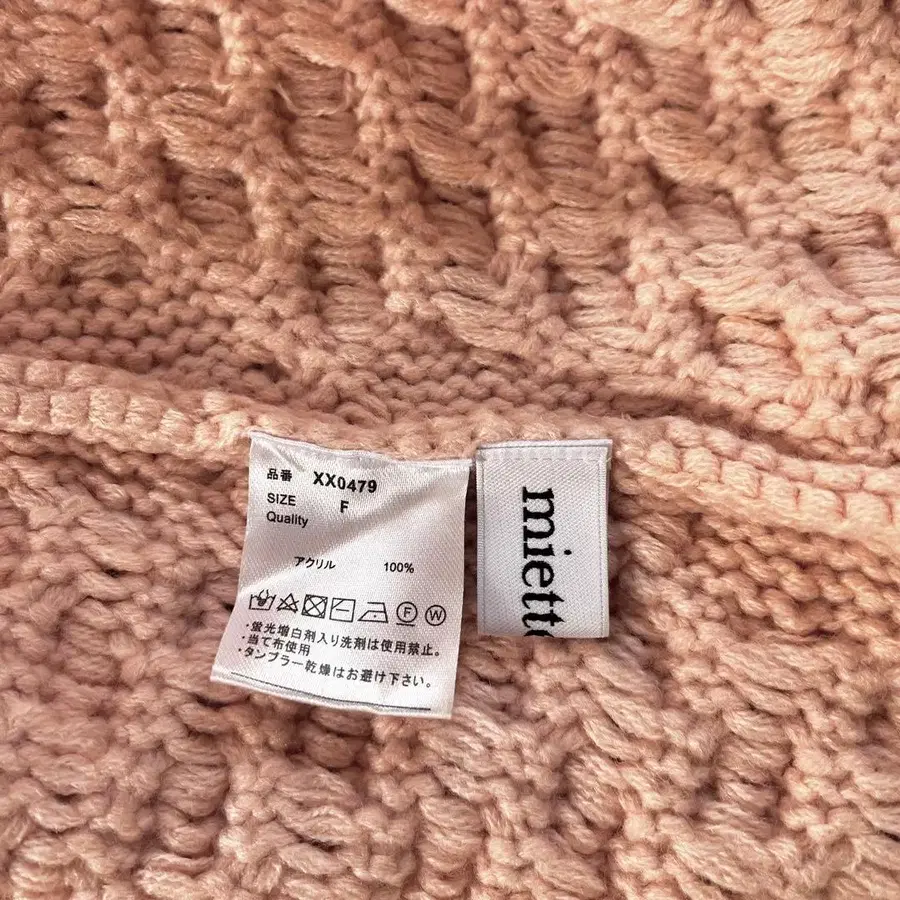 品番 XX0479
SIZE F
Quality
アクリル 100%
F W
・蛍光増白剤入り洗剤は使用禁止。
・当て布使用
・タンブラー乾燥はお避け下さい。
miette